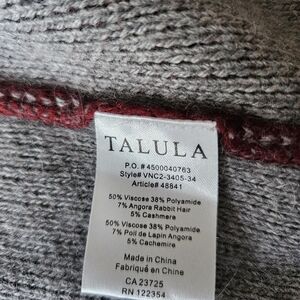 TALULA
P.O. # 4500040763
Style# VNC2-3405-34
Article# 48841
50% Viscose 38% Polyamide
7% Angora Rabbit Hair
5% Cashmere
50% Viscose 38% Polyamide
7% Poil de Lapin Angora
5% Cachemire
Made in China
Fabriqué en Chine
CA 23725
RN 122354